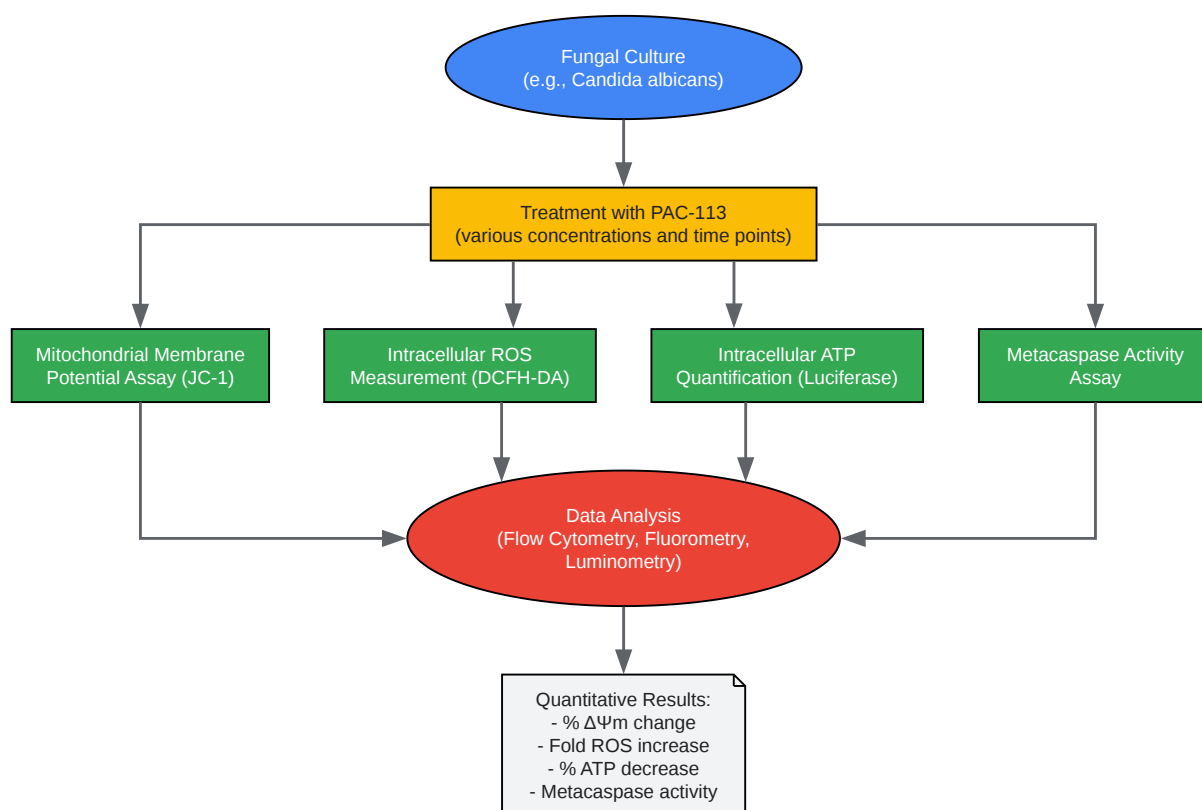 Fungal Culture
(e.g., Candida albicans)
Treatment with PAC-113
(various concentrations and time points)
Mitochondrial Membrane
Potential Assay (JC-1)
Intracellular ROS
Measurement (DCFH-DA)
Intracellular ATP
Quantification (Luciferase)
Metacaspase Activity
Assay
Data Analysis
(Flow Cytometry, Fluorometry,
Luminometry)
Quantitative Results:
- % ΔΨm change
- Fold ROS increase
- % ATP decrease
- Metacaspase activity